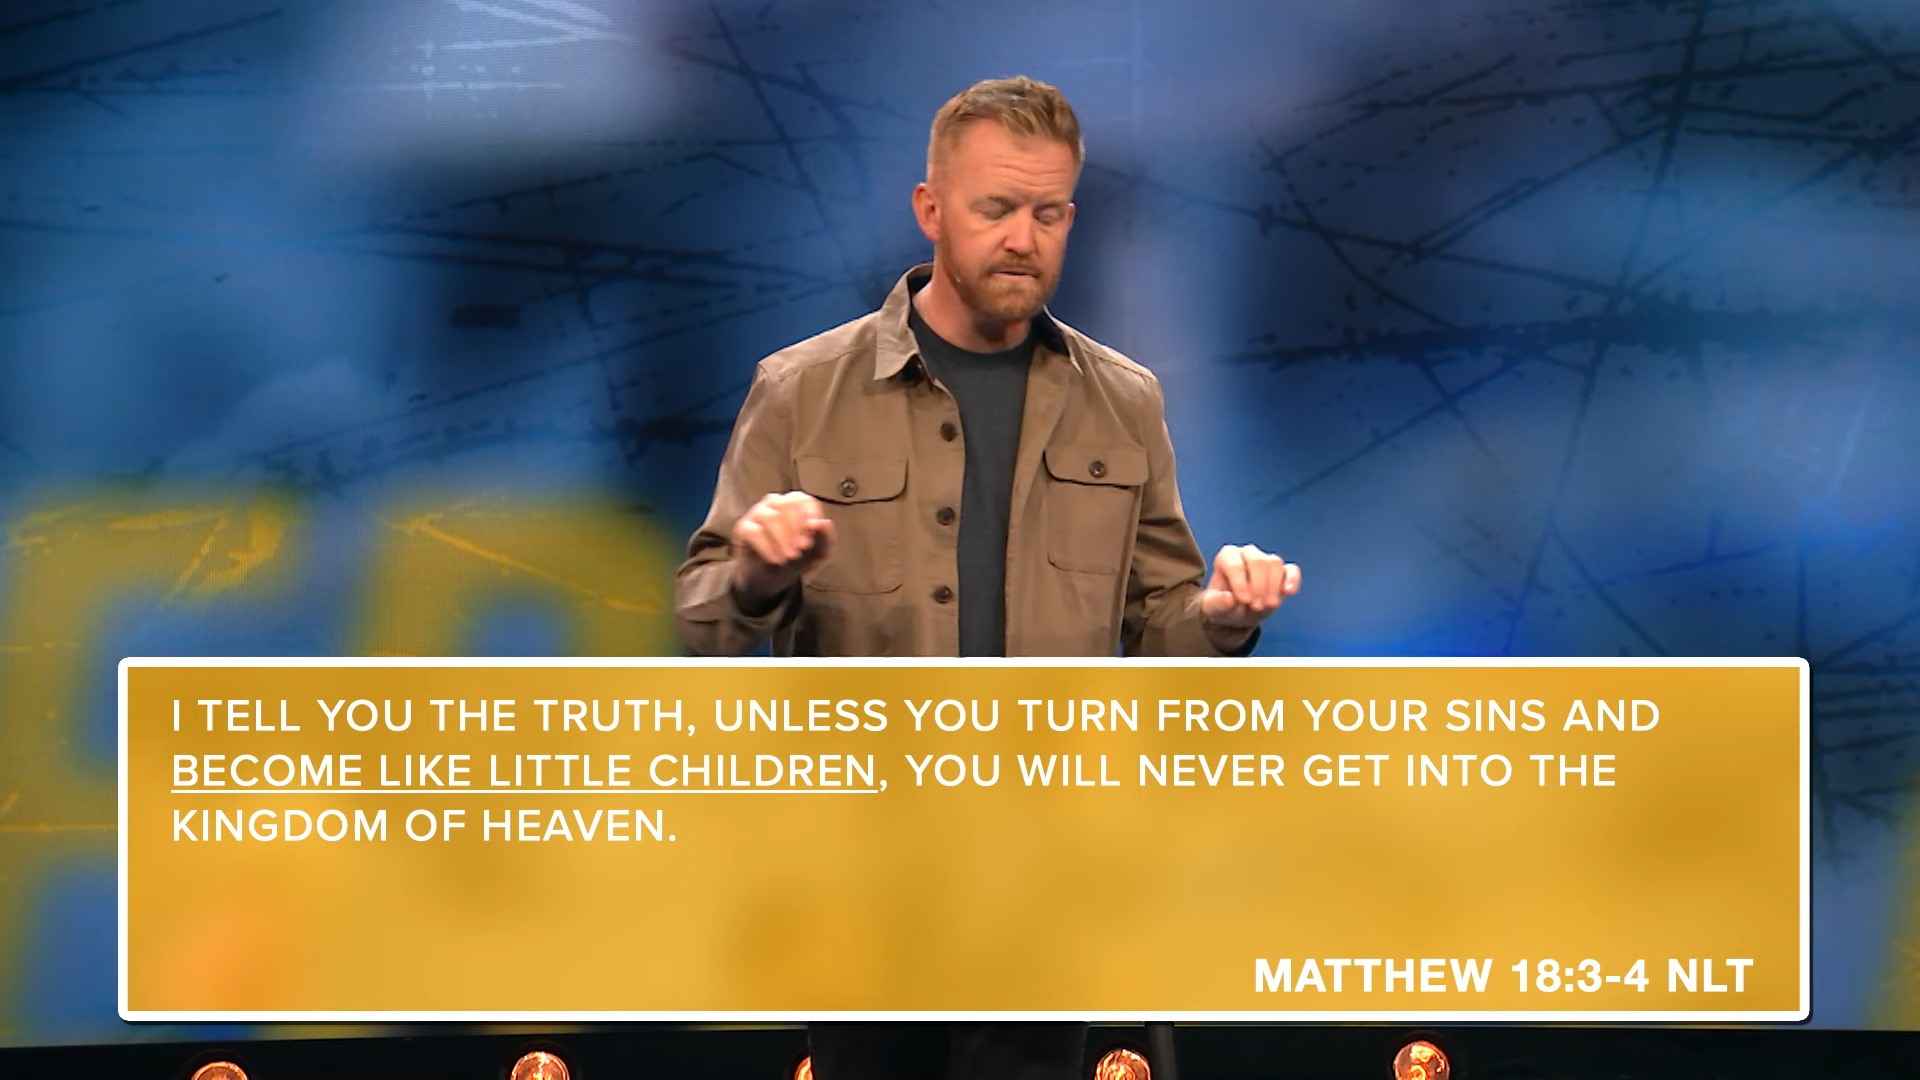 I TELL YOU THE TRUTH, UNLESS YOU TURN FROM YOUR SINS AND
BECOME LIKE LITTLE CHILDREN, YOU WILL NEVER GET INTO THE
KINGDOM OF HEAVEN.
MATTHEW 18:3-4 NLT